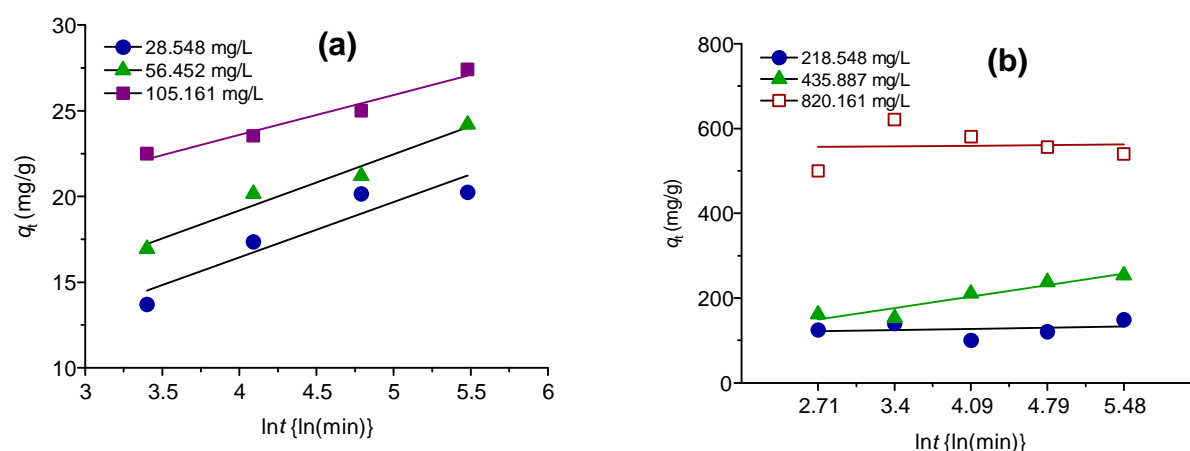 (a)
28.548 mg/L
56.452 mg/L
105.161 mg/L
30
25
20
15
10
qt (mg/g)
3 3.5 4 4.5 5 5.5 6
lnt {ln(min)}
(b)
218.548 mg/L
435.887 mg/L
820.161 mg/L
800
600
400
200
0
qt (mg/g)
2.71 3.4 4.09 4.79 5.48
lnt {ln(min)}